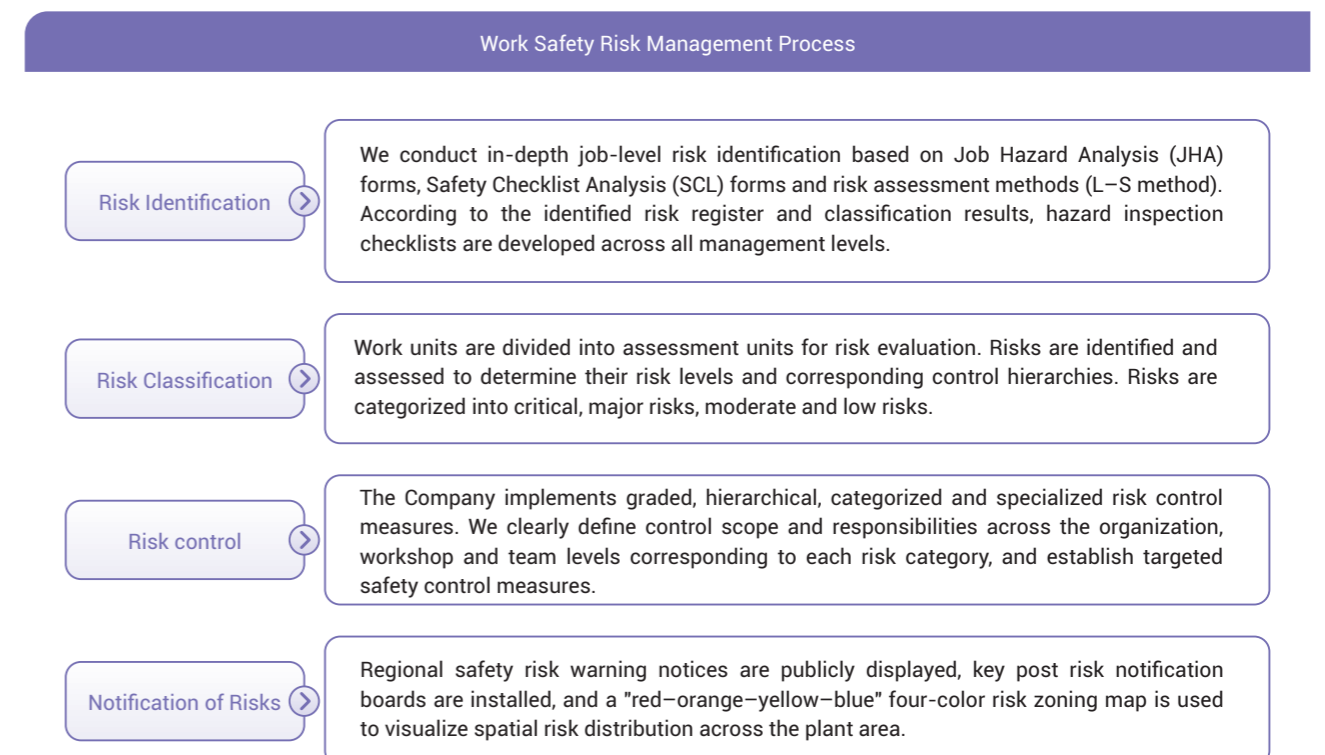 Work Safety Risk Management Process
Risk Identification
We conduct in-depth job-level risk identification based on Job Hazard Analysis (JHA)
forms, Safety Checklist Analysis (SCL) forms and risk assessment methods (L–S method).
According to the identified risk register and classification results, hazard inspection
checklists are developed across all management levels.
Risk Classification
Work units are divided into assessment units for risk evaluation. Risks are identified and
assessed to determine their risk levels and corresponding control hierarchies. Risks are
categorized into critical, major risks, moderate and low risks.
Risk control
The Company implements graded, hierarchical, categorized and specialized risk control
measures. We clearly define control scope and responsibilities across the organization,
workshop and team levels corresponding to each risk category, and establish targeted
safety control measures.
Notification of Risks
Regional safety risk warning notices are publicly displayed, key post risk notification
boards are installed, and a "red–orange–yellow–blue" four-color risk zoning map is used
to visualize spatial risk distribution across the plant area.